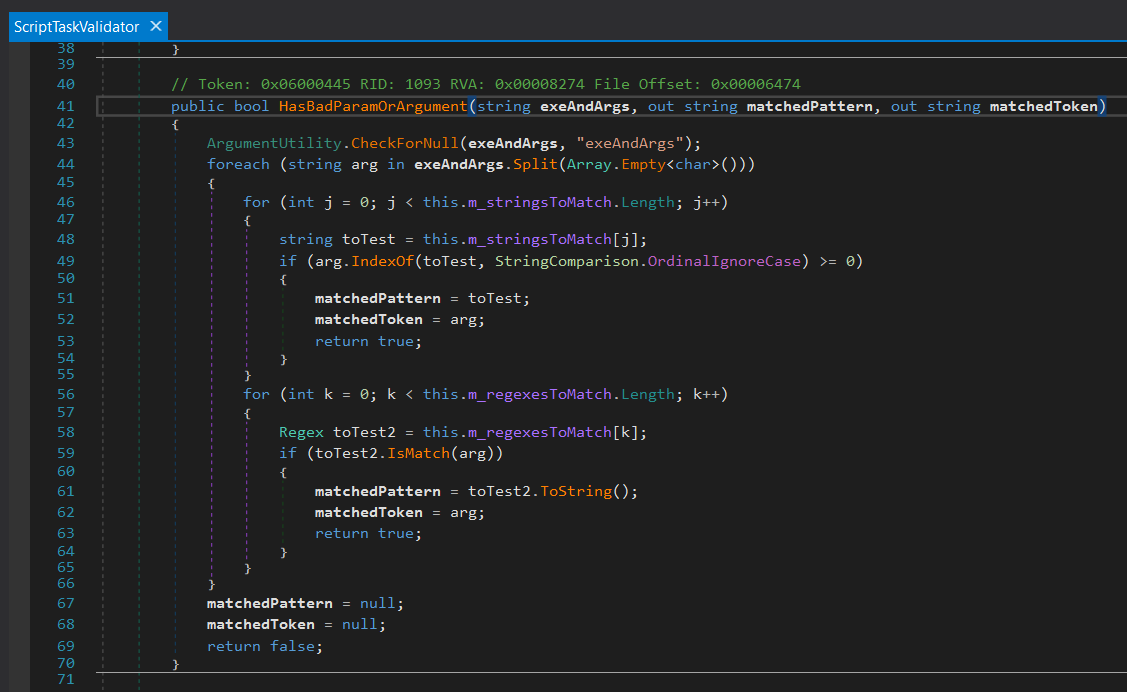 ScriptTaskValidator ✕
38 }
39
40 // Token: 0x06000445 RID: 1093 RVA: 0x00008274 File Offset: 0x00006474
41 public bool HasBadParamOrArgument(string exeAndArgs, out string matchedPattern, out string matchedToken)
42 {
43 ArgumentUtility.CheckForNull(exeAndArgs, "exeAndArgs");
44 foreach (string arg in exeAndArgs.Split(Array.Empty<char>()))
45 {
46 for (int j = 0; j < this.m_stringsToMatch.Length; j++)
47 {
48 string toTest = this.m_stringsToMatch[j];
49 if (arg.IndexOf(toTest, StringComparison.OrdinalIgnoreCase) >= 0)
50 {
51 matchedPattern = toTest;
52 matchedToken = arg;
53 return true;
54 }
55 }
56 for (int k = 0; k < this.m_regexesToMatch.Length; k++)
57 {
58 Regex toTest2 = this.m_regexesToMatch[k];
59 if (toTest2.IsMatch(arg))
60 {
61 matchedPattern = toTest2.ToString();
62 matchedToken = arg;
63 return true;
64 }
65 }
66 }
67 matchedPattern = null;
68 matchedToken = null;
69 return false;
70 }
71